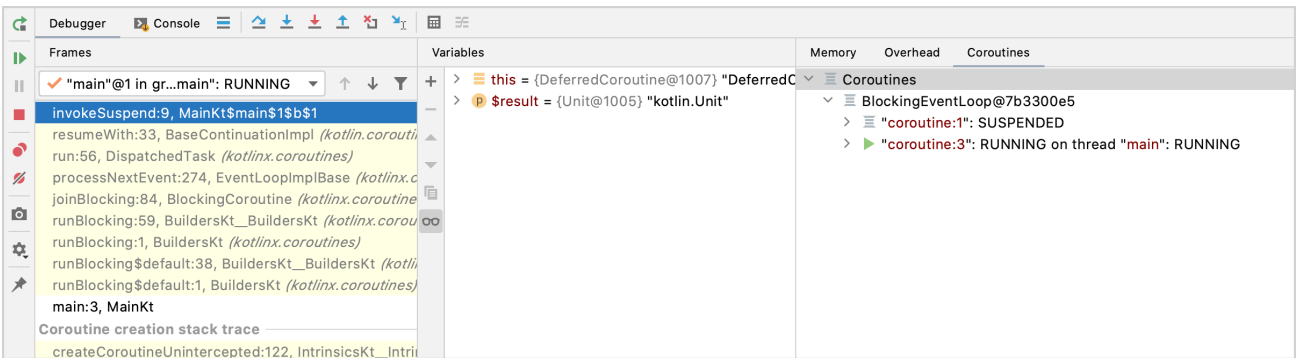 Debugger Console
Frames
"main"@1 in gr...main": RUNNING
invokeSuspend:9, MainKt$main$1$b$1
resumeWith:33, BaseContinuationImpl (kotlin.corouti
run:56, DispatchedTask (kotlinx.coroutines)
processNextEvent:274, EventLoopImplBase (kotlinx.c
joinBlocking:84, BlockingCoroutine (kotlinx.coroutine
runBlocking:59, BuildersKt__BuildersKt (kotlinx.corou
runBlocking:1, BuildersKt (kotlinx.coroutines)
runBlocking$default:38, BuildersKt__BuildersKt (kotli
runBlocking$default:1, BuildersKt (kotlinx.coroutines)
main:3, MainKt
Coroutine creation stack trace
createCoroutineUnintercepted:122, IntrinsicsKt__Intri
Variables
this = {DeferredCoroutine@1007} "DeferredC
p $result = {Unit@1005} "kotlin.Unit"
Memory Overhead Coroutines
Coroutines
BlockingEventLoop@7b3300e5
"coroutine:1": SUSPENDED
"coroutine:3": RUNNING on thread "main": RUNNING